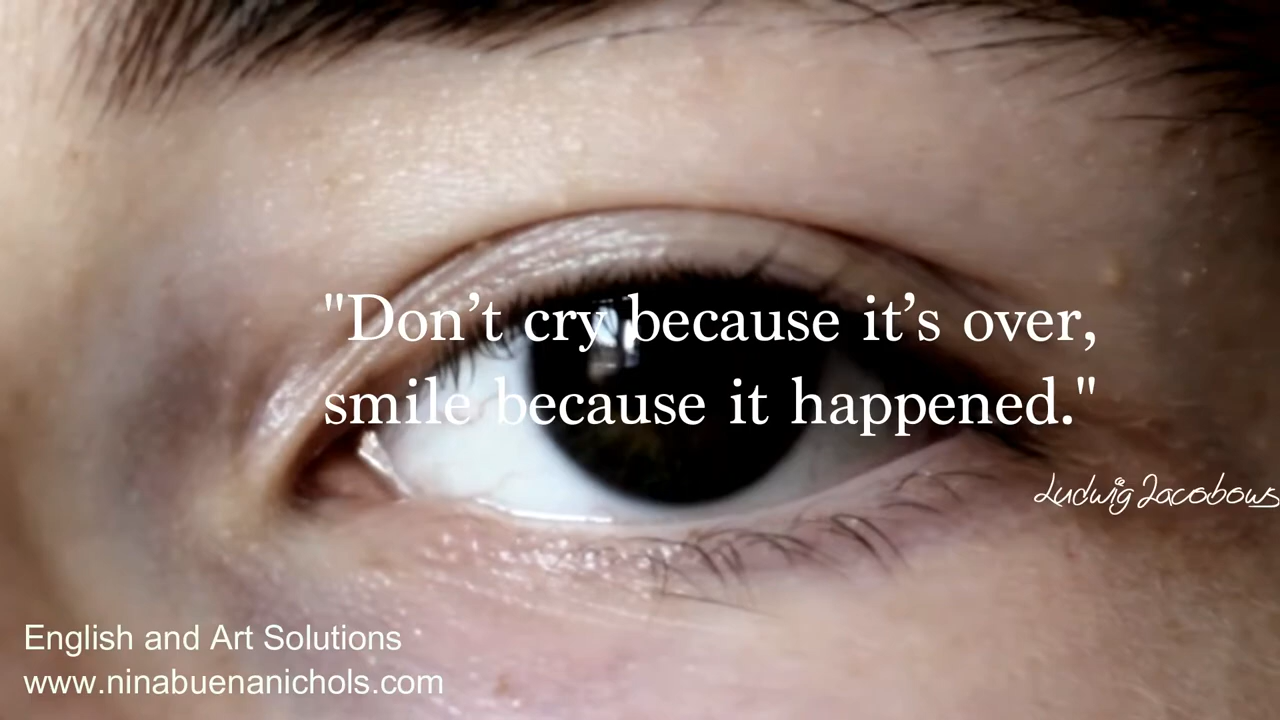 "Don’t cry because it’s over,
smile because it happened."
Ludwig Jacobows
English and Art Solutions
www.ninabuenanichols.com